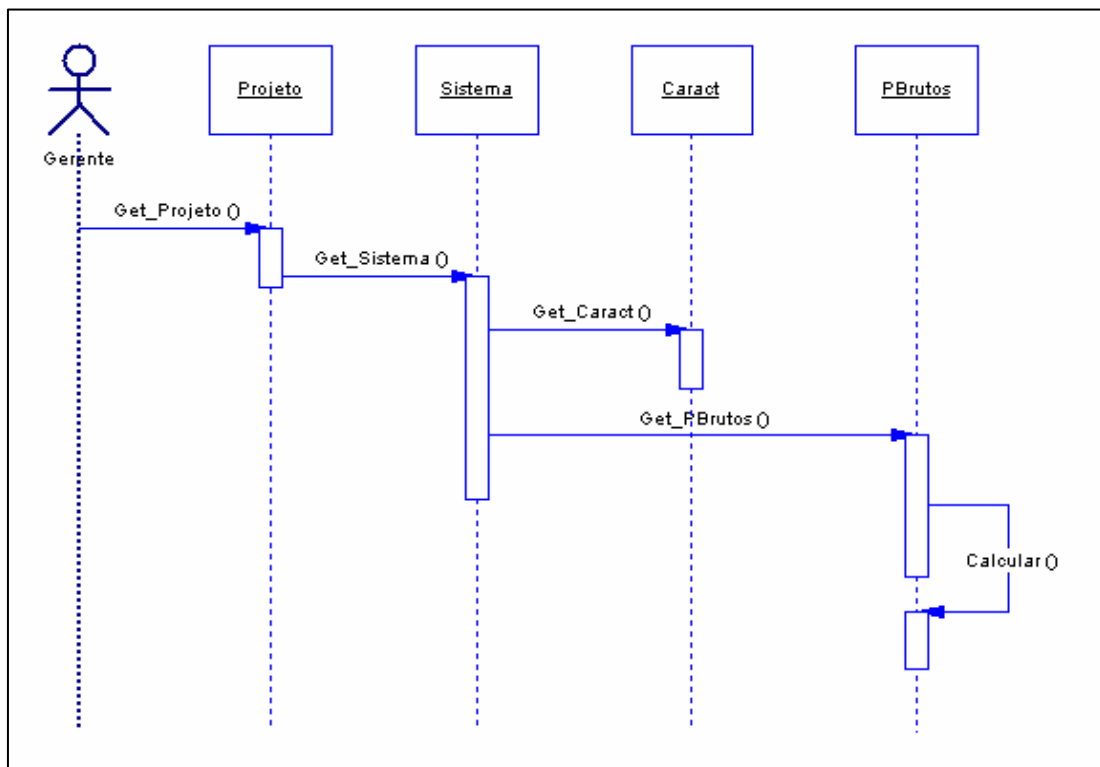 Projeto
Sistema
Caract
PBrutos
Gerente
Get_Projeto ()
Get_Sistema ()
Get_Caract ()
Get_PBrutos ()
Calcular ()